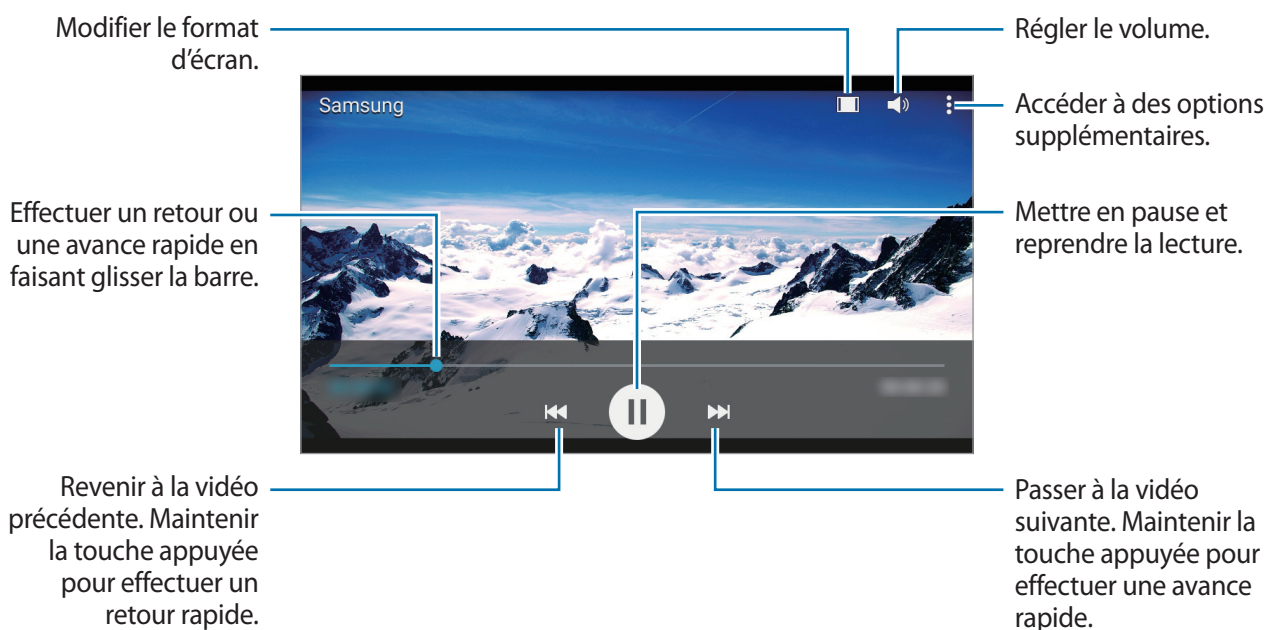 Modifier le format
d'écran.
Régler le volume.
Samsung
Accéder à des options
supplémentaires.
Effectuer un retour ou
une avance rapide en
faisant glisser la barre.
Mettre en pause et
reprendre la lecture.
Revenir à la vidéo
précédente. Maintenir
la touche appuyée
pour effectuer un
retour rapide.
Passer à la vidéo
suivante. Maintenir la
touche appuyée pour
effectuer une avance
rapide.